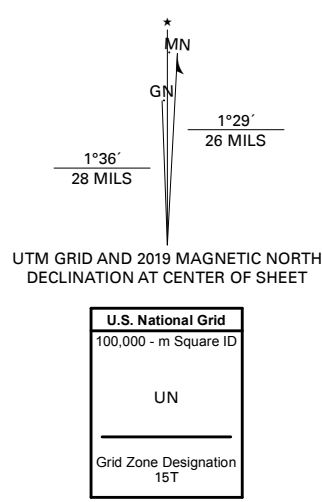 ★
MN
GN
1°29´
26 MILS
1°36´
28 MILS
UTM GRID AND 2019 MAGNETIC NORTH
DECLINATION AT CENTER OF SHEET
U.S. National Grid
100,000 - m Square ID
UN
Grid Zone Designation
15T